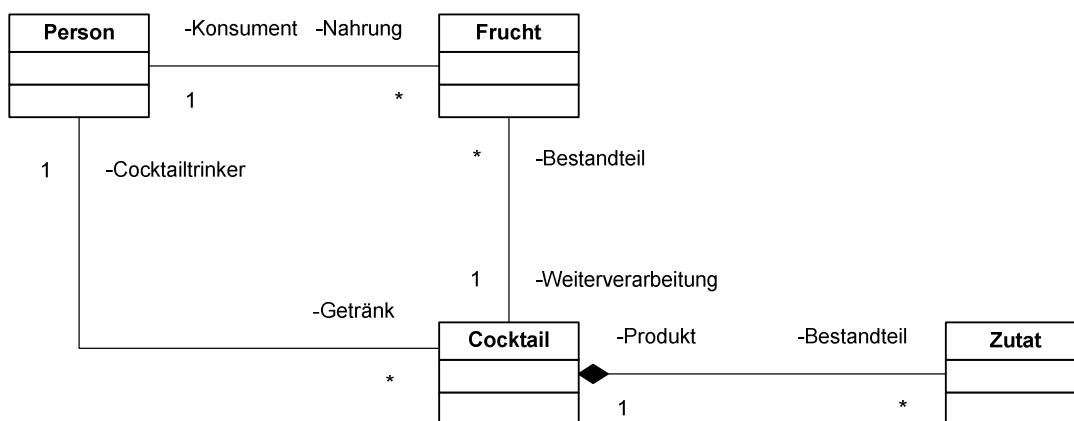 Person -Konsument -Nahrung Frucht
1 *
1 -Cocktailtrinker * -Bestandteil
1 -Weiterverarbeitung
-Getränk Cocktail -Produkt -Bestandteil Zutat
* 1 *